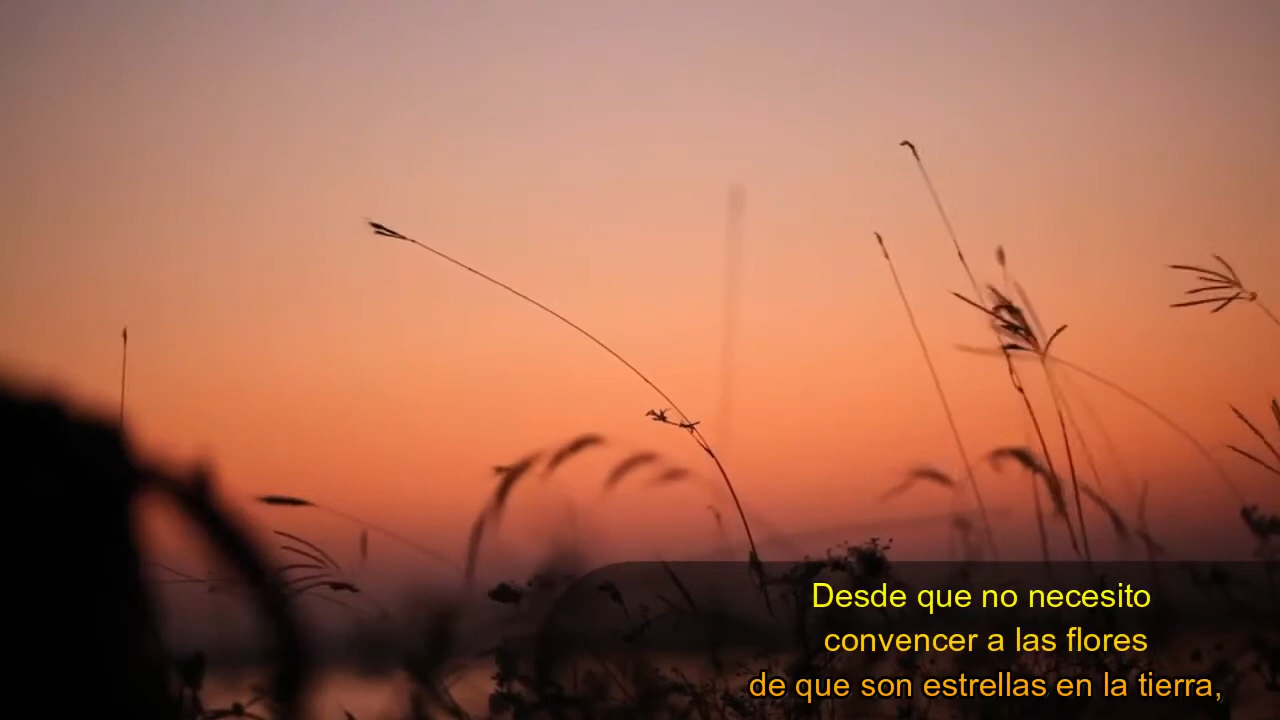 Desde que no necesito
convencer a las flores
de que son estrellas en la tierra,